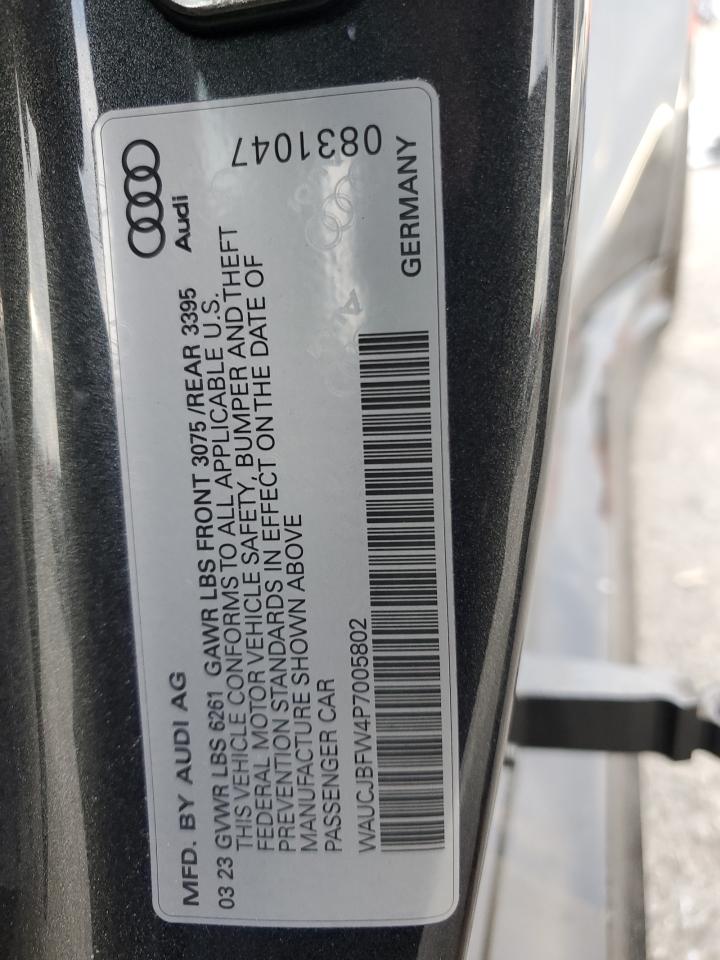 MFD. BY AUDI AG
Audi
03 23 GVWR LBS 6261 GAWR LBS FRONT 3075 /REAR 3395
THIS VEHICLE CONFORMS TO ALL APPLICABLE U.S.
FEDERAL MOTOR VEHICLE SAFETY, BUMPER AND THEFT
PREVENTION STANDARDS IN EFFECT ON THE DATE OF
MANUFACTURE SHOWN ABOVE
PASSENGER CAR
WAUCJBFW4P7005802
GERMANY
0831047